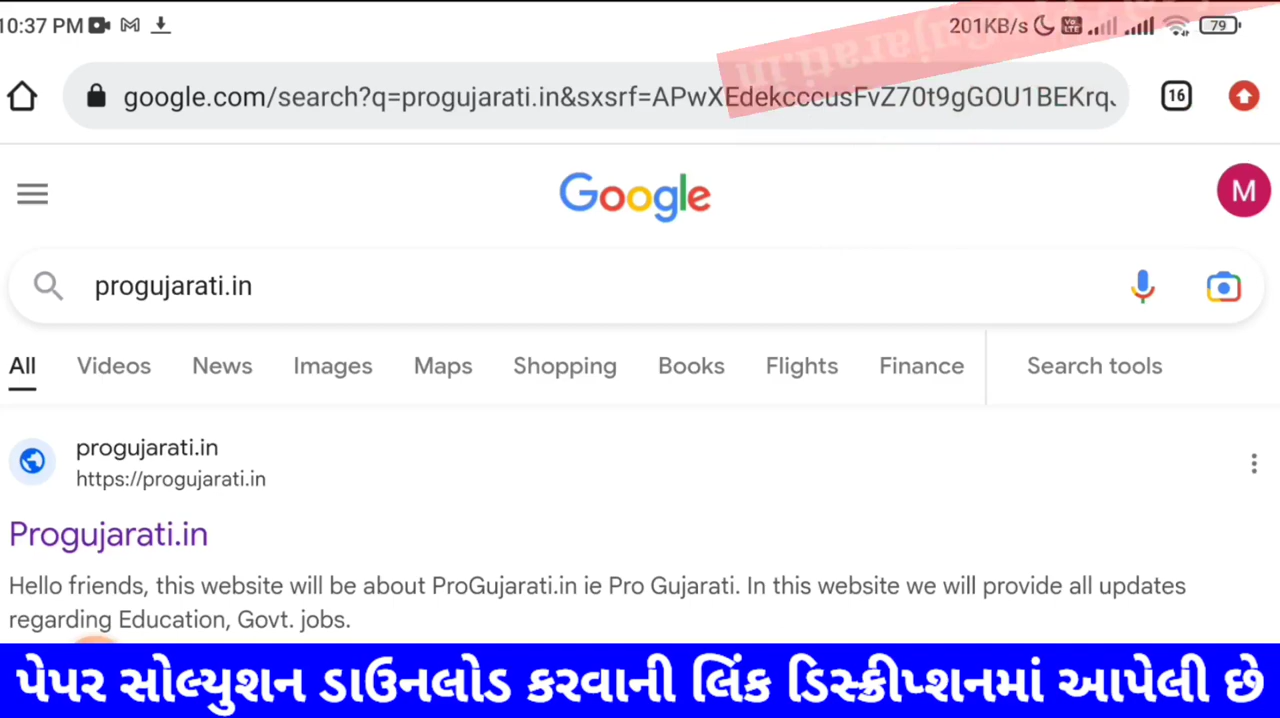 10:37 PM
201KB/s Vo LTE 79
google.com/search?q=progujarati.in&sxsrf=APwXEdekcccusFvZ70t9gGOU1BEKrq
16
Google
M
progujarati.in
All Videos News Images Maps Shopping Books Flights Finance Search tools
progujarati.in
https://progujarati.in
Progujarati.in
Hello friends, this website will be about ProGujarati.in ie Pro Gujarati. In this website we will provide all updates
regarding Education, Govt. jobs.
પેપર સોલ્યુશન ડાઉનલોડ કરવાની લિંક ડિસ્ક્રીપ્શનમાં આપેલી છે